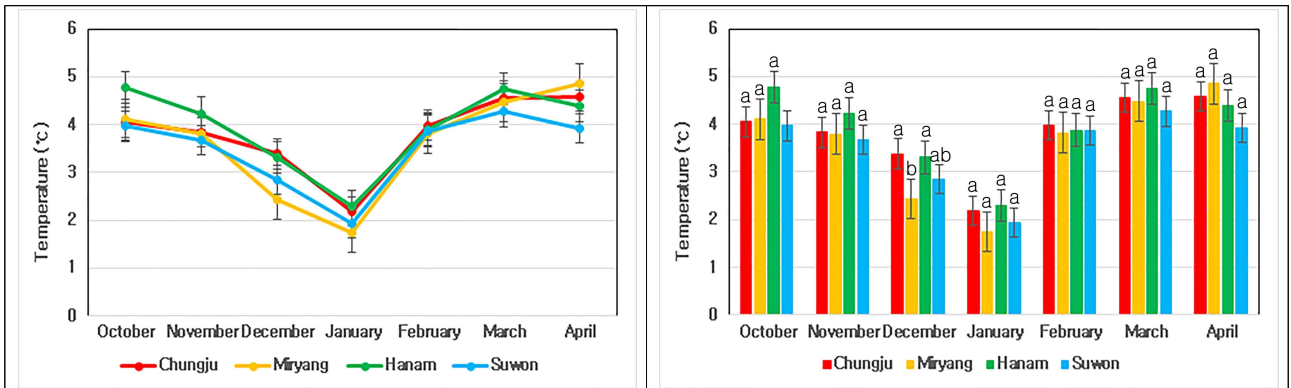 6
5
4
3
2
1
0
Temperature (℃)
October November December January February March April
Chungju Miryang Hanam Suwon
6
5
4
3
2
1
0
Temperature (℃)
a a a
a a a a
a b a ab
a a a a
a a a a
a a a a
a a a a
October November December January February March April
Chungju Miryang Hanam Suwon